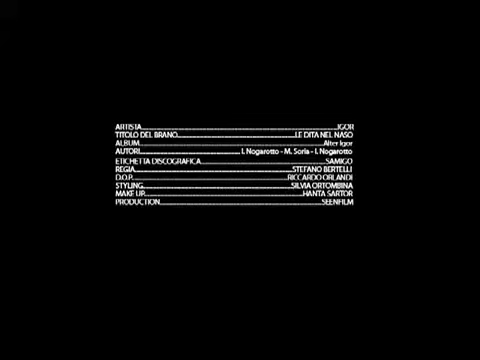 ARTISTA........................................IGOR
TITOLO DEL BRANO........................................LE DITA NEL NASO
ALBUM........................................Alter Igor
AUTORI........................................I. Nogarotto - M. Soria - I. Nogarotto
ETICHETTA DISCOGRAFICA........................................SAMIGO
REGIA........................................STEFANO BERTELLI
D.O.P........................................RICCARDO ORLANDI
STYLING........................................SILVIA ORTOMBINA
MAKE UP........................................HANTA SARTOR
PRODUCTION........................................SEENFILM